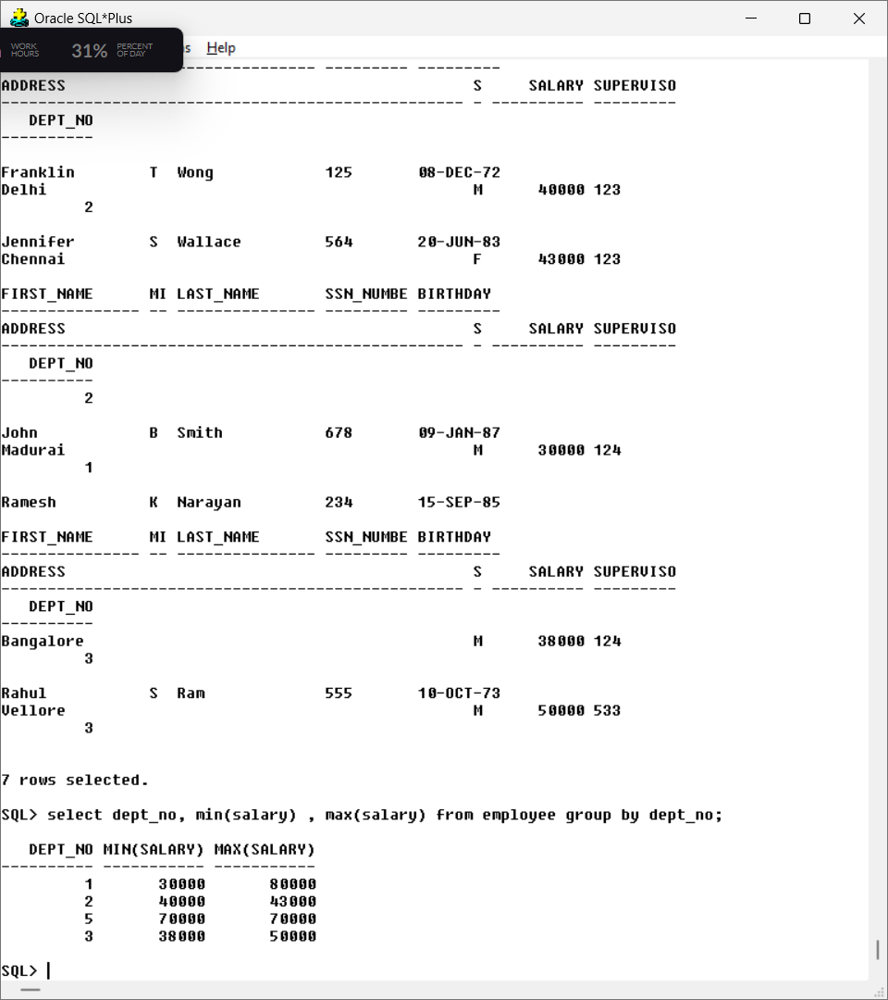 Oracle SQL*Plus
WORK HOURS 31% PERCENT OF DAY
Help
--------------- --------- ---------
ADDRESS                                            S     SALARY SUPERVISO
-------------------------------------------------- - ---------- ---------
   DEPT_NO
----------
Franklin        T  Wong            125       08-DEC-72
Delhi                                              M      40000 123
         2
Jennifer        S  Wallace         564       20-JUN-83
Chennai                                            F      43000 123
FIRST_NAME      MI LAST_NAME       SSN_NUMBE BIRTHDAY
--------------- -- --------------- --------- ---------
ADDRESS                                            S     SALARY SUPERVISO
-------------------------------------------------- - ---------- ---------
   DEPT_NO
----------
         2
John            B  Smith           678       09-JAN-87
Madurai                                            M      30000 124
         1
Ramesh          K  Narayan         234       15-SEP-85
FIRST_NAME      MI LAST_NAME       SSN_NUMBE BIRTHDAY
--------------- -- --------------- --------- ---------
ADDRESS                                            S     SALARY SUPERVISO
-------------------------------------------------- - ---------- ---------
   DEPT_NO
----------
Bangalore                                          M      38000 124
         3
Rahul           S  Ram             555       10-OCT-73
Vellore                                            M      50000 533
         3
7 rows selected.
SQL> select dept_no, min(salary) , max(salary) from employee group by dept_no;
   DEPT_NO MIN(SALARY) MAX(SALARY)
---------- ----------- -----------
         1       30000       80000
         2       40000       43000
         5       70000       70000
         3       38000       50000
SQL>